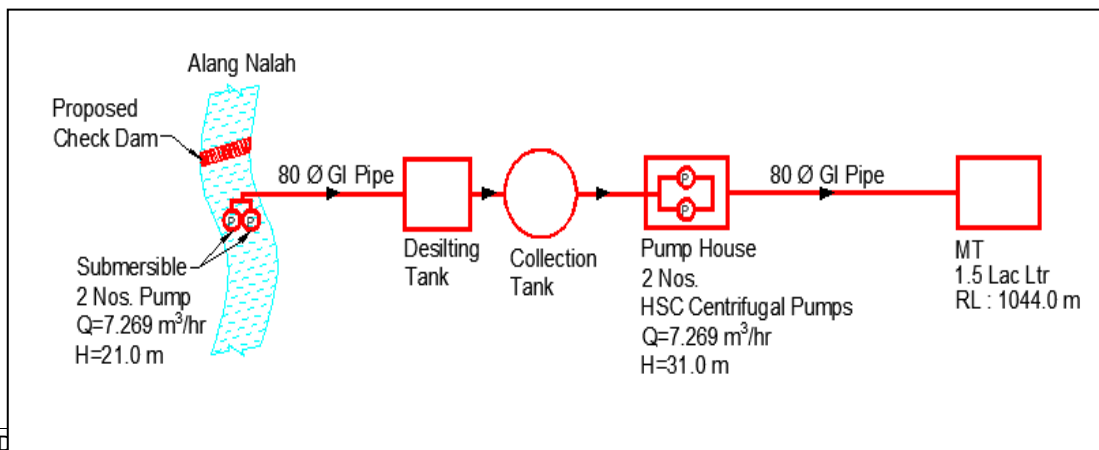 Alang Nalah
Proposed
Check Dam
80 Ø GI Pipe
80 Ø GI Pipe
P
P
P
P
Submersible
2 Nos. Pump
Q=7.269 m³/hr
H=21.0 m
Desilting
Tank
Collection
Tank
Pump House
2 Nos.
HSC Centrifugal Pumps
Q=7.269 m³/hr
H=31.0 m
MT
1.5 Lac Ltr
RL : 1044.0 m